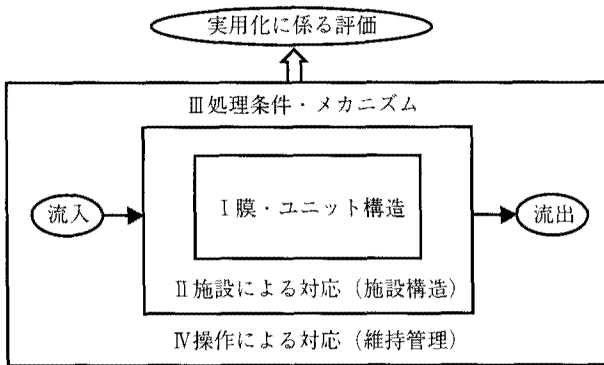 実用化に係る評価
Ⅲ処理条件・メカニズム
流入
Ⅰ膜・ユニット構造
流出
Ⅱ施設による対応（施設構造）
Ⅳ操作による対応（維持管理）